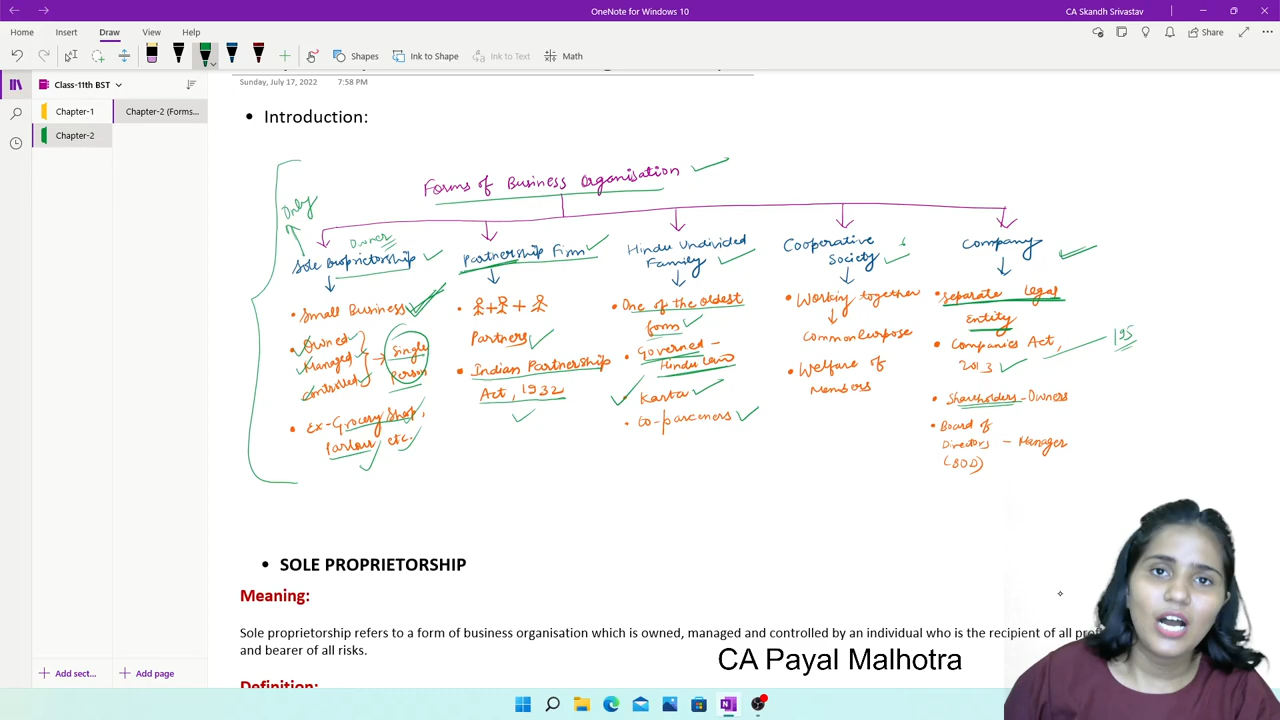 OneNote for Windows 10
CA Skandh Srivastav
Home
Insert
Draw
View
Help
Share
Shapes
Ink to Shape
Ink to Text
Math
Class-11th BST
Chapter-1
Chapter-2
Chapter-2 (Forms...
Sunday, July 17, 2022
7:58 PM
• Introduction:
Forms of Business Organisation
Only
Owner
Sole Proprietorship
• Small Business
• Owned
Managed
Controlled
Single
Person
• Ex-Grocery Shop,
Parlour etc.
Partnership Firm
+ +
Partners
• Indian Partnership
Act, 1932
Hindu Undivided
Family
• One of the oldest
form
• Governed -
Hindu Law
• Karta
• Co-parceners
Cooperative
Society
• Working together
Common Purpose
• Welfare of
Members
Company
• Separate Legal
Entity
• Companies Act,
2013
195
• Shareholders - Owners
• Board of
Directors - Manager
(BOD)
• SOLE PROPRIETORSHIP
Meaning:
Sole proprietorship refers to a form of business organisation which is owned, managed and controlled by an individual who is the recipient of all
and bearer of all risks.
CA Payal Malhotra
Definition:
Add sect...
Add page